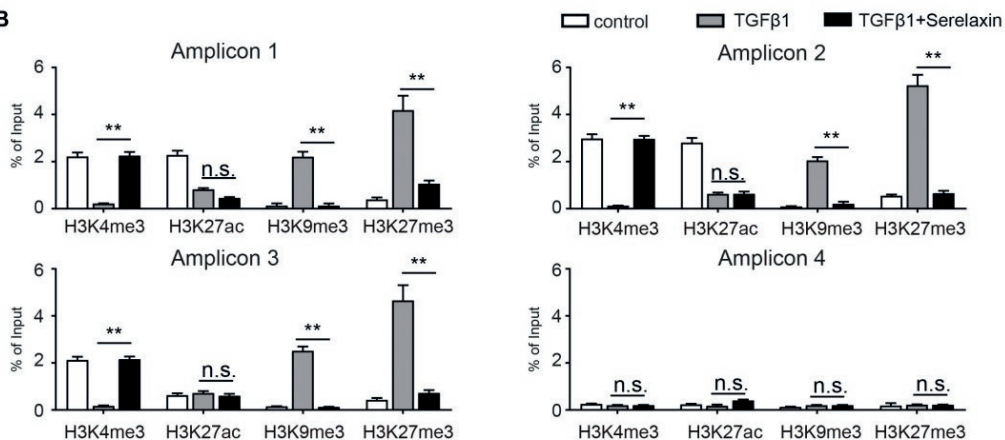 B
control TGFβ1 TGFβ1+Serelaxin
Amplicon 1
6
4
2
0
% of Input
**
n.s.
**
**
H3K4me3 H3K27ac H3K9me3 H3K27me3
Amplicon 2
6
4
2
0
% of Input
**
n.s.
**
**
H3K4me3 H3K27ac H3K9me3 H3K27me3
Amplicon 3
6
4
2
0
% of Input
**
n.s.
**
**
H3K4me3 H3K27ac H3K9me3 H3K27me3
Amplicon 4
6
4
2
0
% of Input
n.s. n.s. n.s. n.s.
H3K4me3 H3K27ac H3K9me3 H3K27me3